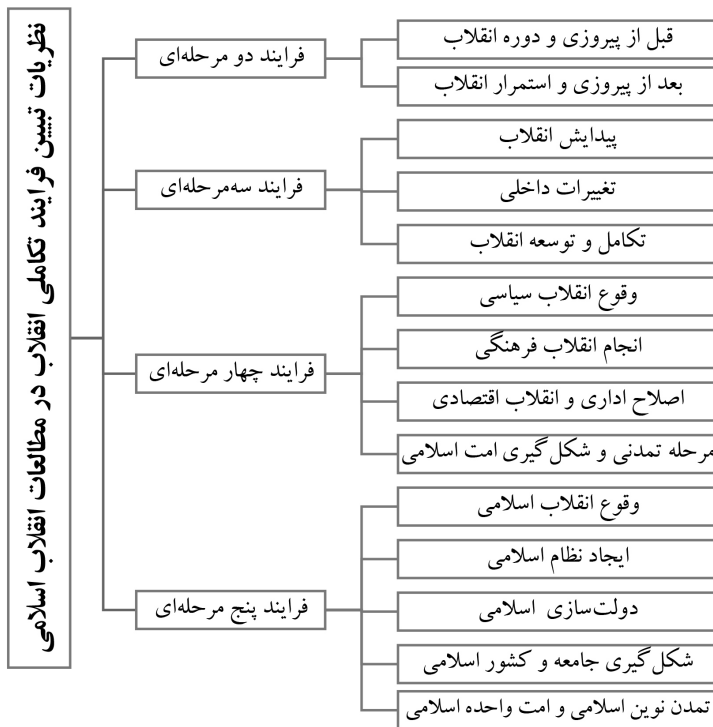 نظریات تبیین فرایند تکاملی انقلاب در مطالعات انقلاب اسلامی
فرایند دو مرحله‌ای
قبل از پیروزی و دوره انقلاب
بعد از پیروزی و استمرار انقلاب
فرایند سه‌مرحله‌ای
پیدایش انقلاب
تغییرات داخلی
تکامل و توسعه انقلاب
فرایند چهار مرحله‌ای
وقوع انقلاب سیاسی
انجام انقلاب فرهنگی
اصلاح اداری و انقلاب اقتصادی
مرحله تمدنی و شکل‌گیری امت اسلامی
فرایند پنج مرحله‌ای
وقوع انقلاب اسلامی
ایجاد نظام اسلامی
دولت‌سازی اسلامی
شکل‌گیری جامعه و کشور اسلامی
تمدن نوین اسلامی و امت واحده اسلامی